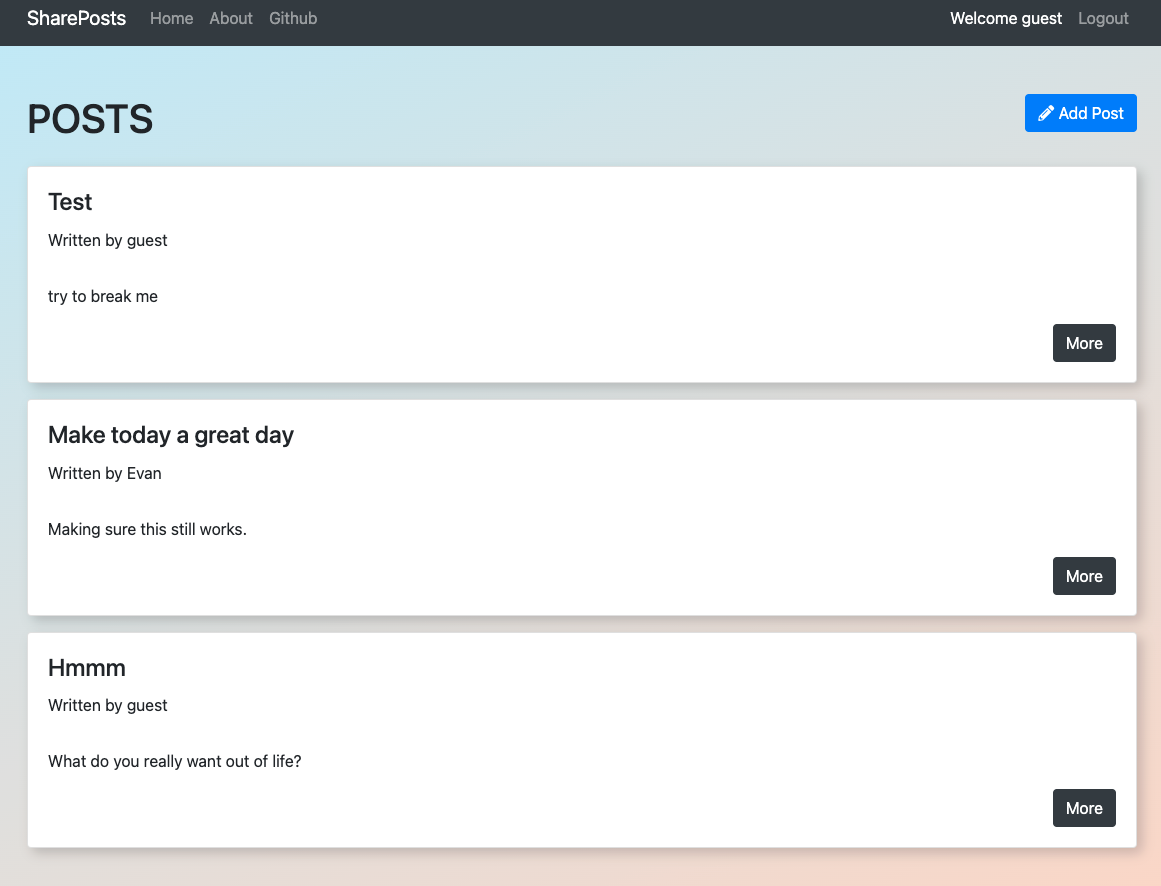 SharePosts Home About Github Welcome guest Logout
POSTS
Add Post
Test
Written by guest
try to break me
More
Make today a great day
Written by Evan
Making sure this still works.
More
Hmmm
Written by guest
What do you really want out of life?
More